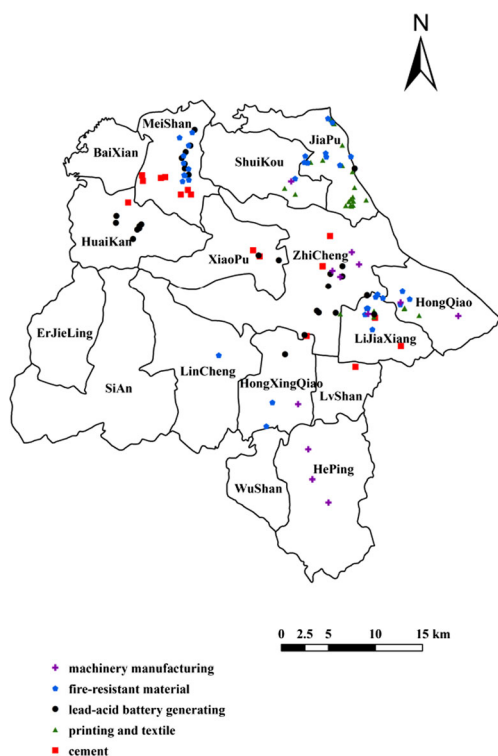 N
MeiShan
JiaPu
BaiXian
ShuiKou
HuaiKan
XiaoPu
ZhiCheng
HongQiao
ErJieLing
LiJiaXiang
SiAn
LinCheng
HongXingQiao
LvShan
WuShan
HePing
0 2.5 5 10 15 km
machinery manufacturing
fire-resistant material
lead-acid battery generating
printing and textile
cement